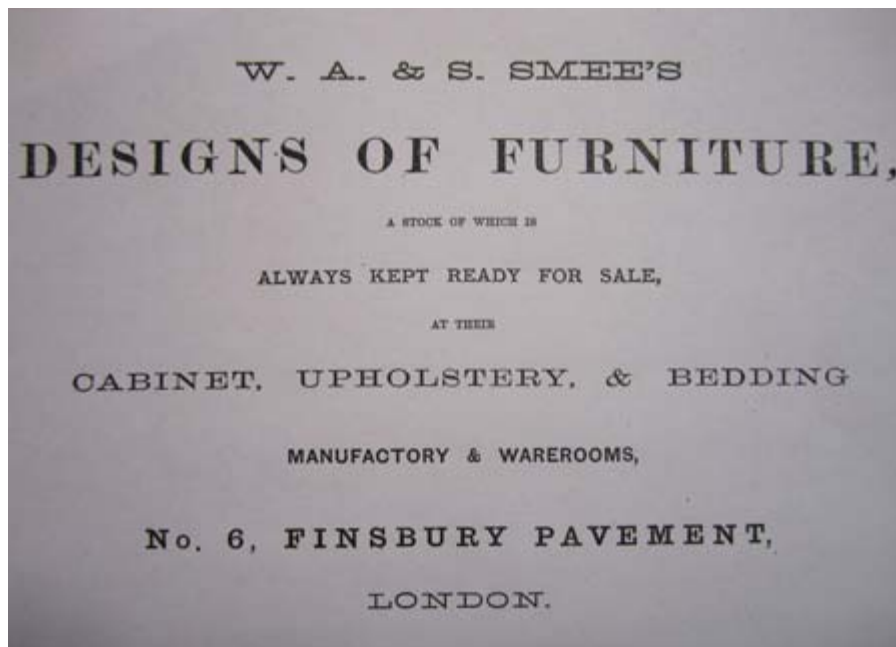 W. A. & S. SMEE'S
DESIGNS OF FURNITURE,
A STOCK OF WHICH IS
ALWAYS KEPT READY FOR SALE,
AT THEIR
CABINET, UPHOLSTERY, & BEDDING
MANUFACTORY & WAREROOMS,
No. 6, FINSBURY PAVEMENT,
LONDON.